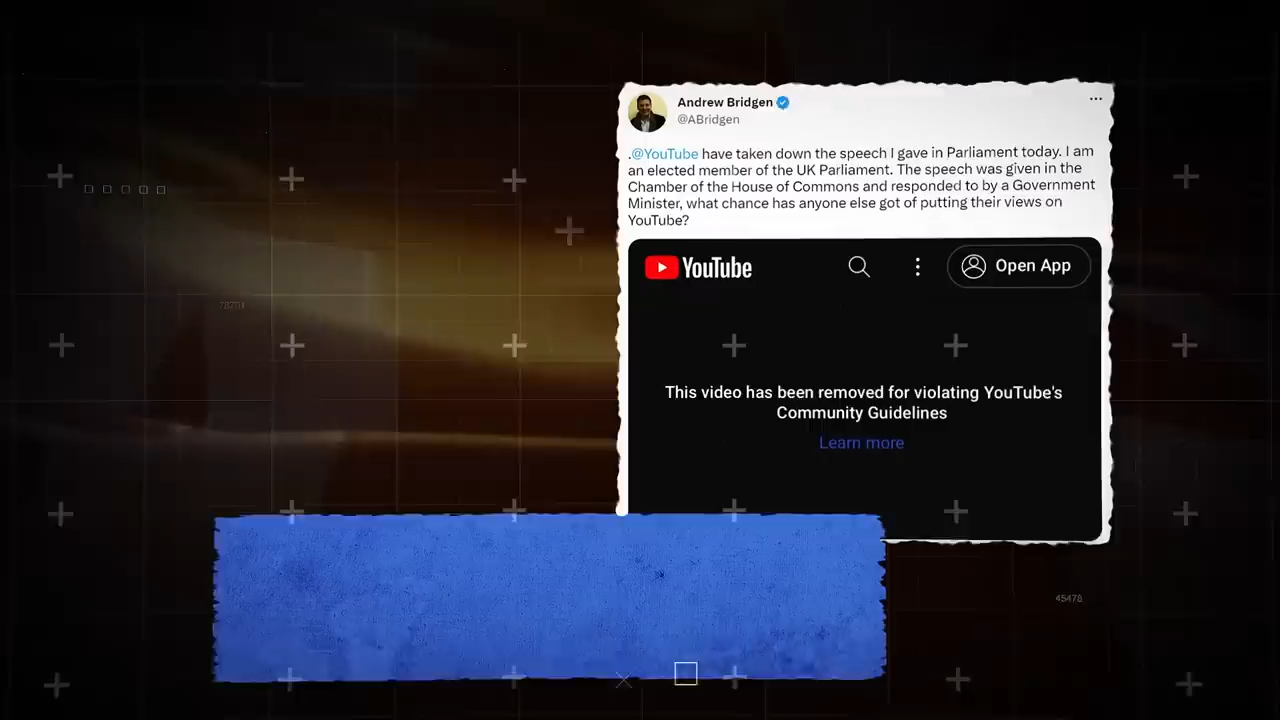 Andrew Bridgen
@ABridgen
.@YouTube have taken down the speech I gave in Parliament today. I am
an elected member of the UK Parliament. The speech was given in the
Chamber of the House of Commons and responded to by a Government
Minister, what chance has anyone else got of putting their views on
YouTube?
YouTube
Open App
This video has been removed for violating YouTube's
Community Guidelines
Learn more
45478